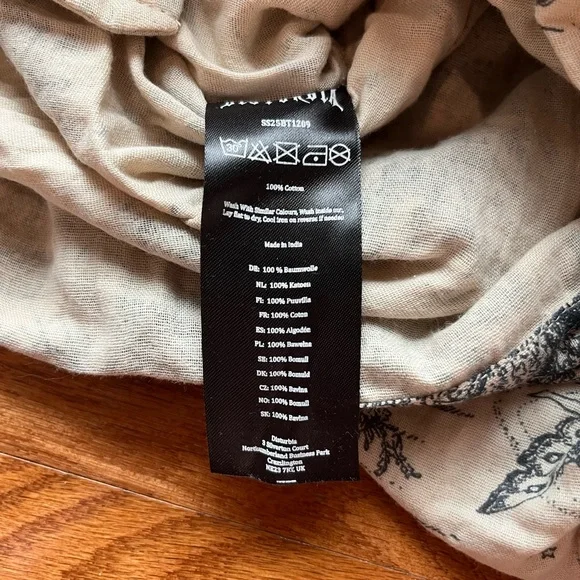 SS25BT1209
30°
100% Cotton
Wash With Similar Colours, Wash inside out,
Lay flat to dry, Cool iron on reverse if needed
Made in India
DE: 100 % Baumwolle
NL: 100% Katoen
FI: 100% Puuvilla
FR: 100% Coton
ES: 100% Algodón
PL: 100% Bawełna
SE: 100% Bomull
DK: 100% Bomuld
CZ: 100% Bavlna
NO: 100% Bomull
SK: 100% Bavlna
Disturbia
3 Silverton Court
Northumberland Business Park
Cramlington
NE23 7RY UK